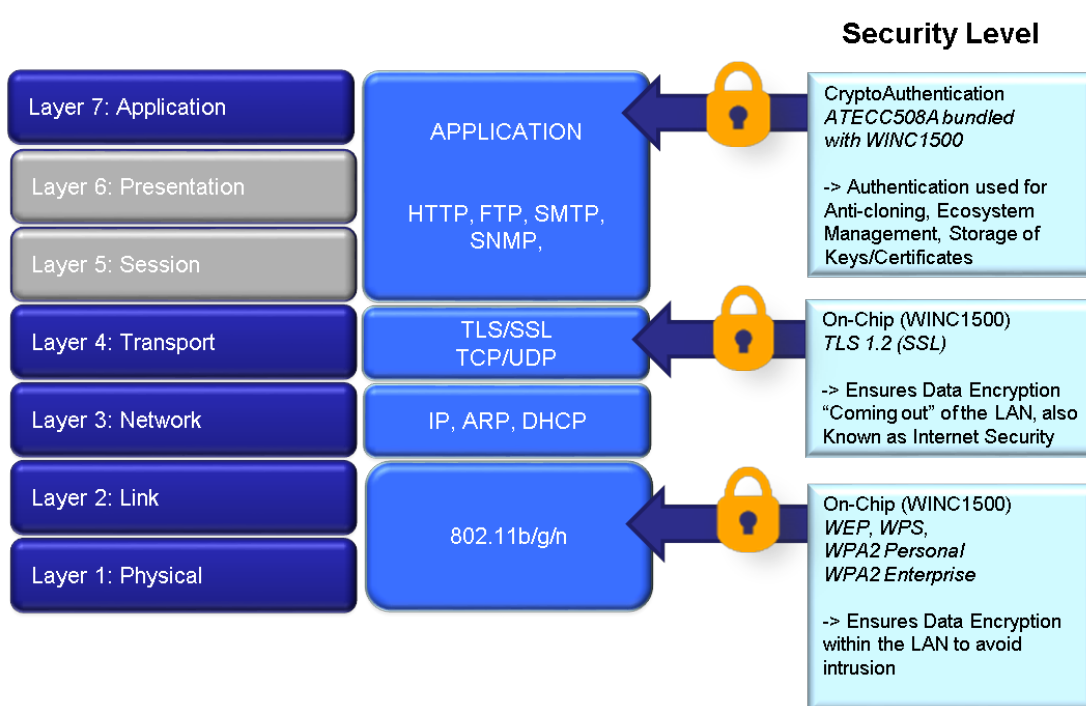 Security Level
Layer 7: Application
Layer 6: Presentation
Layer 5: Session
Layer 4: Transport
Layer 3: Network
Layer 2: Link
Layer 1: Physical
APPLICATION
HTTP, FTP, SMTP,
SNMP,
TLS/SSL
TCP/UDP
IP, ARP, DHCP
802.11b/g/n
CryptoAuthentication
ATECC508A bundled
with WINC1500
-> Authentication used for
Anti-cloning, Ecosystem
Management, Storage of
Keys/Certificates
On-Chip (WINC1500)
TLS 1.2 (SSL)
-> Ensures Data Encryption
“Coming out” of the LAN, also
Known as Internet Security
On-Chip (WINC1500)
WEP, WPS,
WPA2 Personal
WPA2 Enterprise
-> Ensures Data Encryption
within the LAN to avoid
intrusion